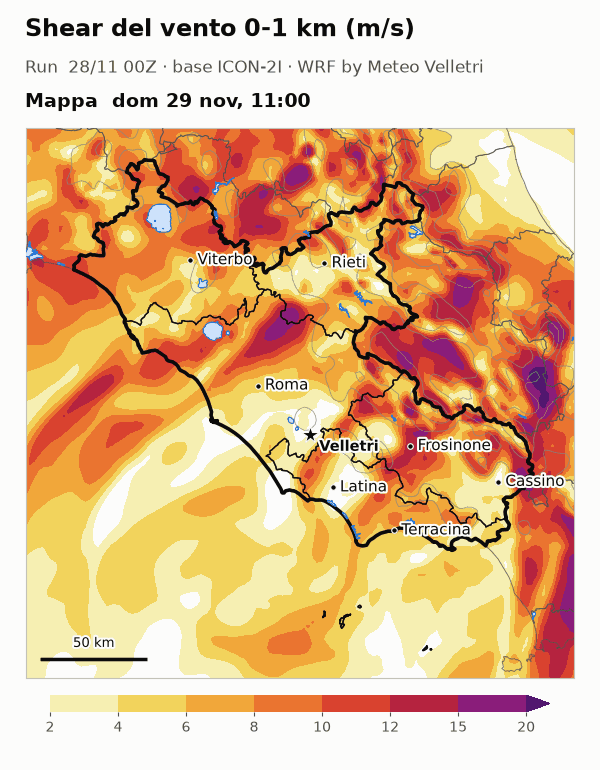 Shear del vento 0-1 km (m/s)
Run  28/11 00Z · base ICON-2I · WRF by Meteo Velletri
Mappa  dom 29 nov, 11:00
Viterbo
Rieti
Roma
Velletri
Frosinone
Latina
Cassino
Terracina
50 km
2 4 6 8 10 12 15 20